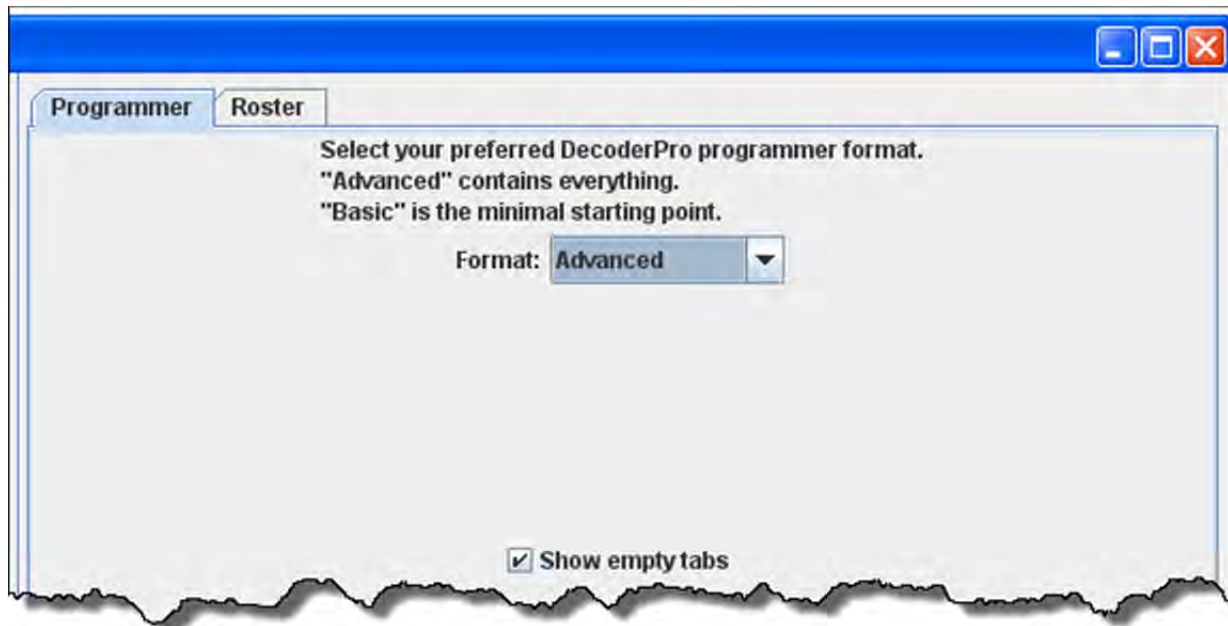 Programmer Roster
Select your preferred DecoderPro programmer format.
"Advanced" contains everything.
"Basic" is the minimal starting point.
Format: Advanced
Show empty tabs